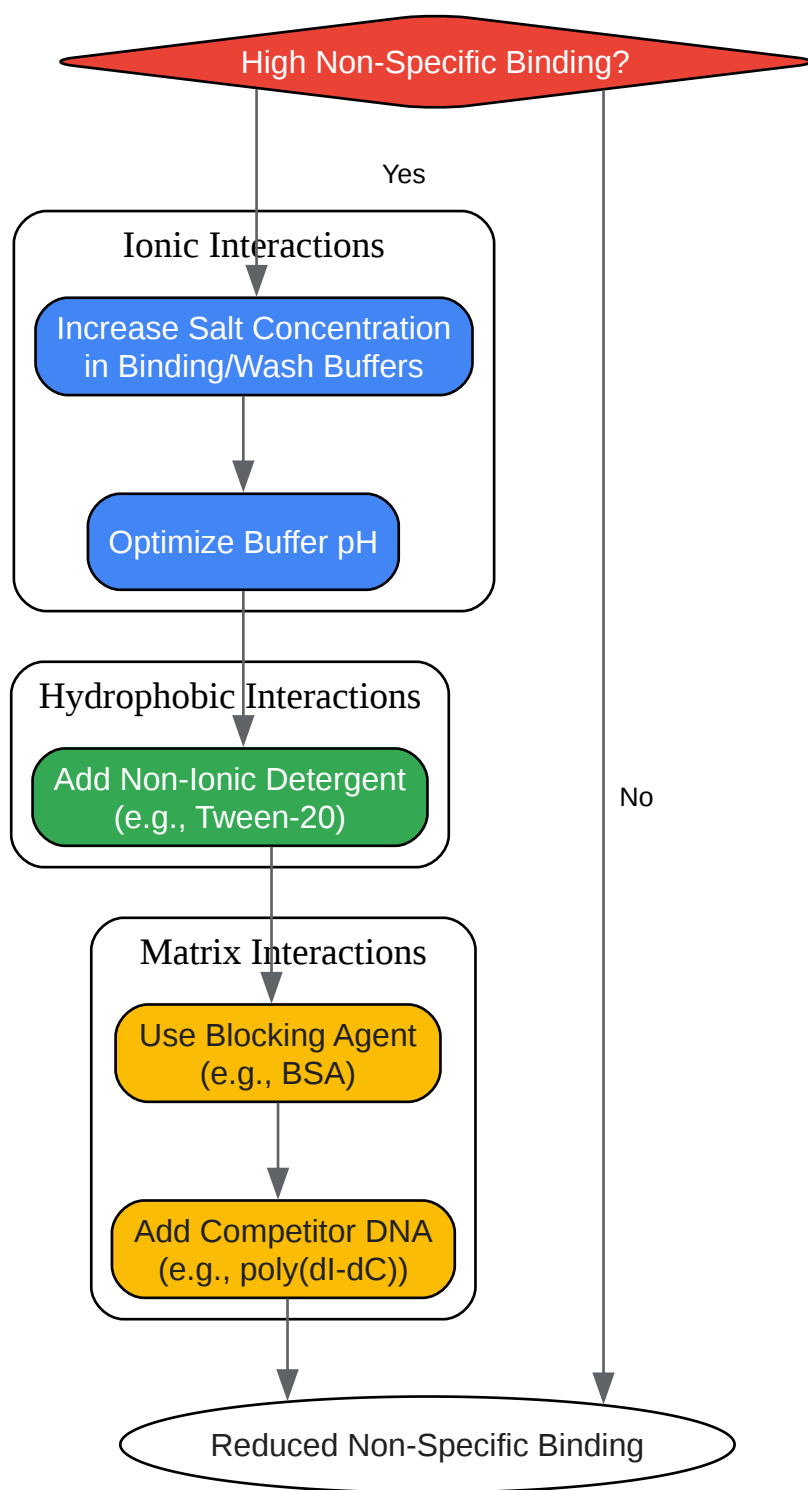 High Non-Specific Binding?
Yes
Ionic Interactions
Increase Salt Concentration
in Binding/Wash Buffers
Optimize Buffer pH
Hydrophobic Interactions
Add Non-Ionic Detergent
(e.g., Tween-20)
No
Matrix Interactions
Use Blocking Agent
(e.g., BSA)
Add Competitor DNA
(e.g., poly(dI-dC))
Reduced Non-Specific Binding